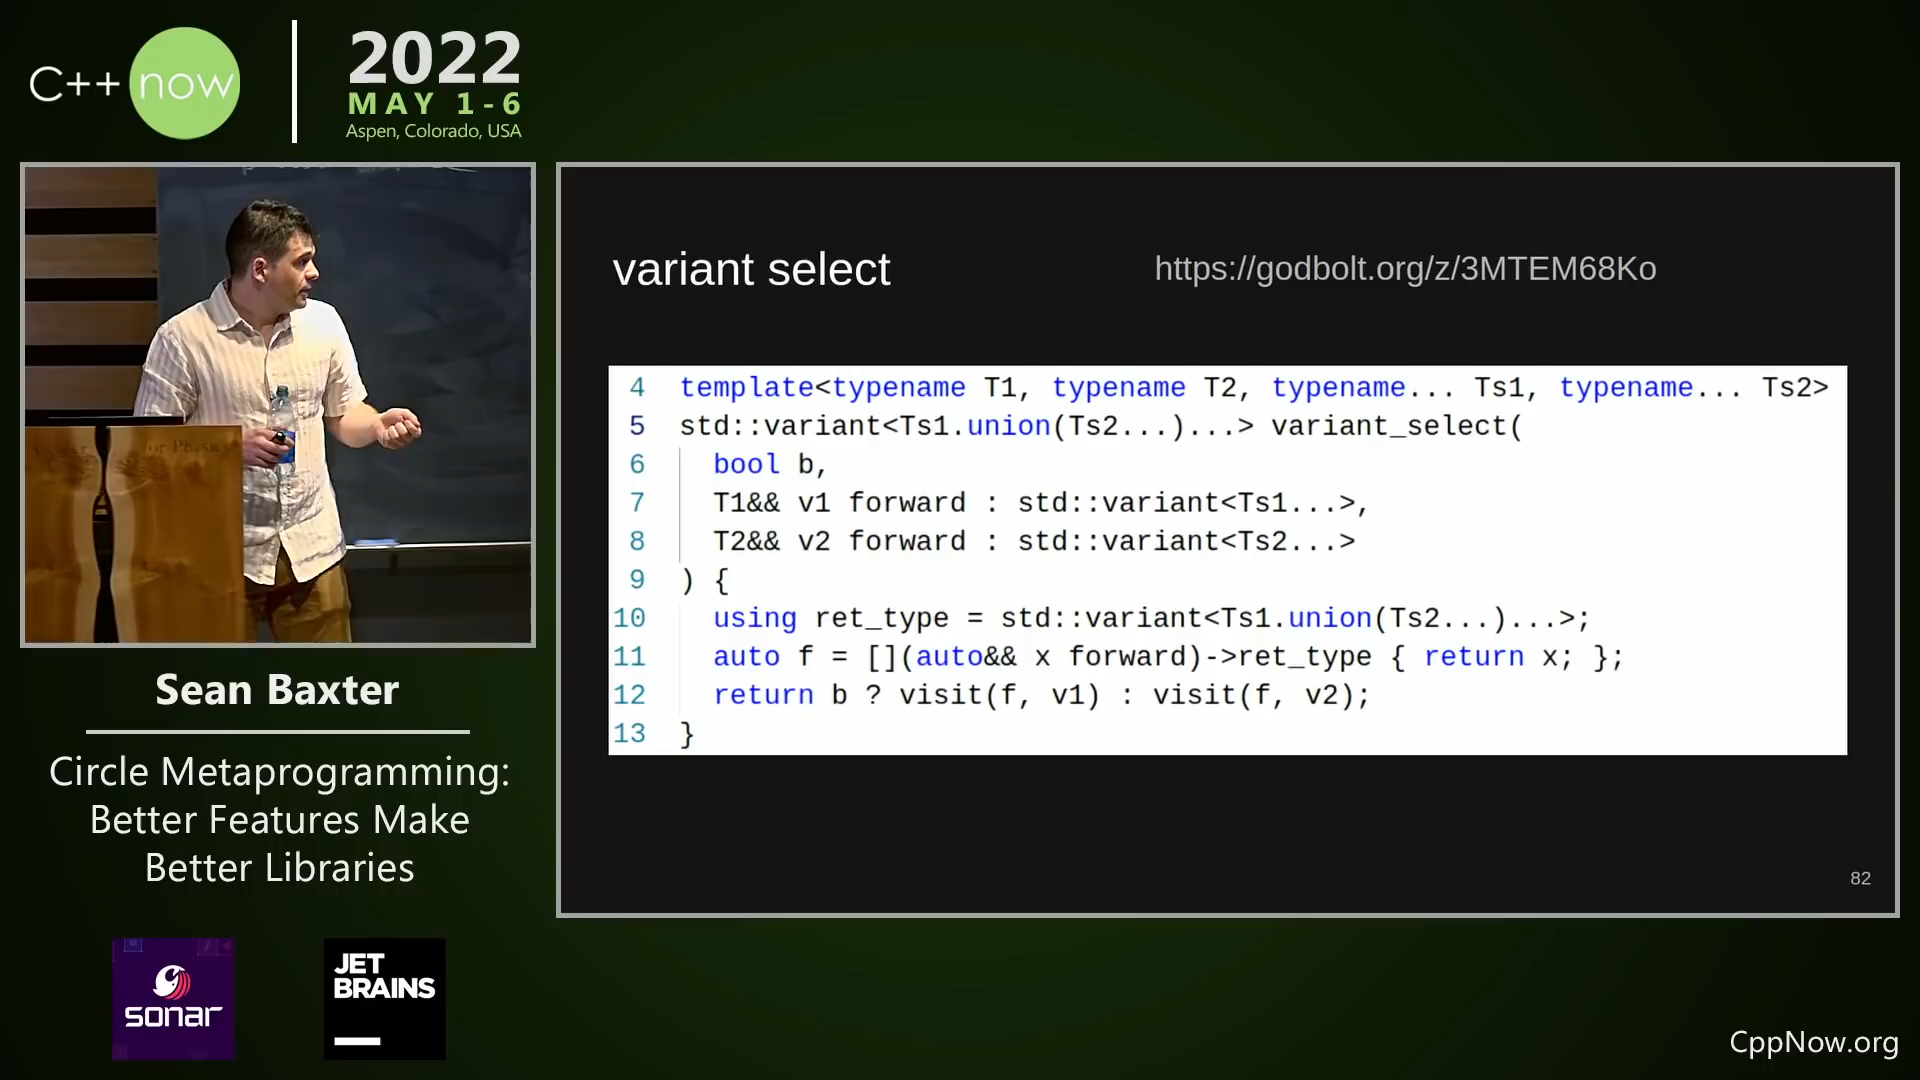 C++ now
2022
MAY 1-6
Aspen, Colorado, USA
variant select
https://godbolt.org/z/3MTEM68Ko
4 template<typename T1, typename T2, typename... Ts1, typename... Ts2>
5 std::variant<Ts1.union(Ts2...)...> variant_select(
6 bool b,
7 T1&& v1 forward : std::variant<Ts1...>,
8 T2&& v2 forward : std::variant<Ts2...>
9 ) {
10 using ret_type = std::variant<Ts1.union(Ts2...)...>;
11 auto f = [](auto&& x forward)->ret_type { return x; };
12 return b ? visit(f, v1) : visit(f, v2);
13 }
82
Sean Baxter
Circle Metaprogramming:
Better Features Make
Better Libraries
sonar
JET
BRAINS
CppNow.org